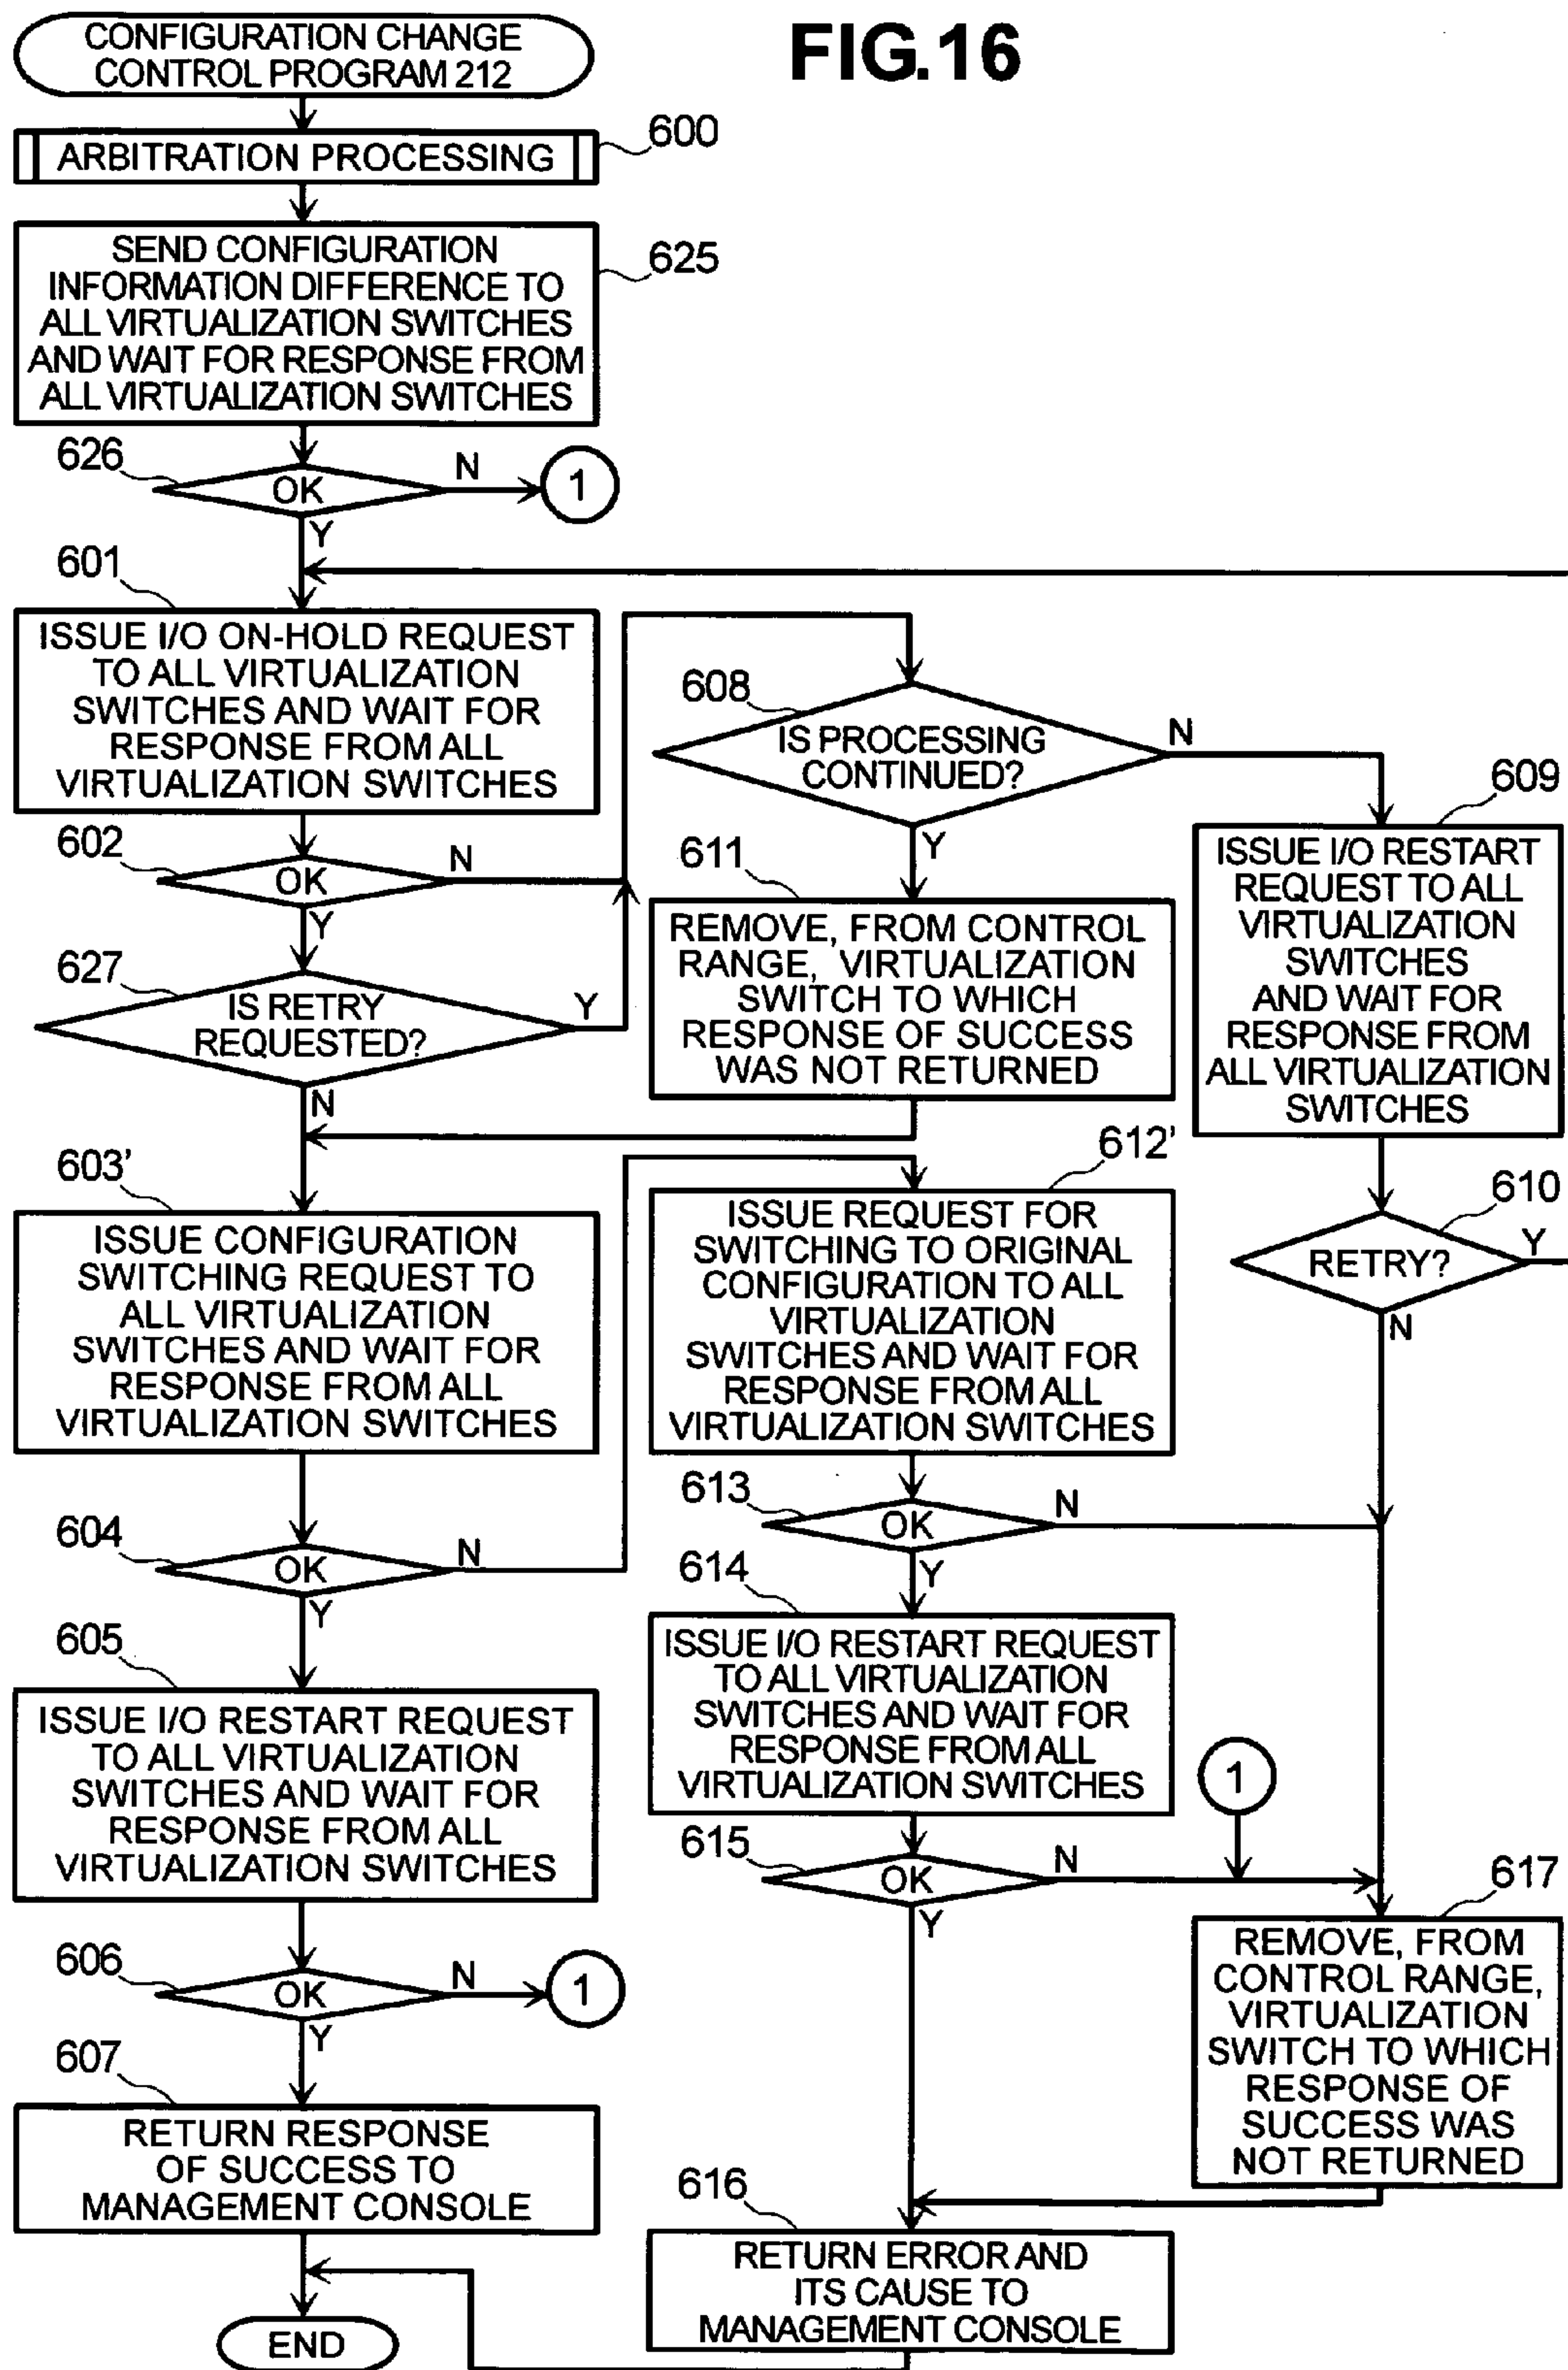 FIG.16
CONFIGURATION CHANGE
CONTROL PROGRAM 212
ARBITRATION PROCESSING
600
SEND CONFIGURATION
INFORMATION DIFFERENCE TO
ALL VIRTUALIZATION SWITCHES
AND WAIT FOR RESPONSE FROM
ALL VIRTUALIZATION SWITCHES
625
626
OK
N
1
Y
601
ISSUE I/O ON-HOLD REQUEST
TO ALL VIRTUALIZATION
SWITCHES AND WAIT FOR
RESPONSE FROM ALL
VIRTUALIZATION SWITCHES
602
OK
N
Y
627
IS RETRY
REQUESTED?
Y
N
603'
ISSUE CONFIGURATION
SWITCHING REQUEST TO
ALL VIRTUALIZATION
SWITCHES AND WAIT FOR
RESPONSE FROM ALL
VIRTUALIZATION SWITCHES
604
OK
N
Y
605
ISSUE I/O RESTART REQUEST
TO ALL VIRTUALIZATION
SWITCHES AND WAIT FOR
RESPONSE FROM ALL
VIRTUALIZATION SWITCHES
606
OK
N
1
Y
607
RETURN RESPONSE
OF SUCCESS TO
MANAGEMENT CONSOLE
END
608
IS PROCESSING
CONTINUED?
N
Y
611
REMOVE, FROM CONTROL
RANGE, VIRTUALIZATION
SWITCH TO WHICH
RESPONSE OF SUCCESS
WAS NOT RETURNED
612'
ISSUE REQUEST FOR
SWITCHING TO ORIGINAL
CONFIGURATION TO ALL
VIRTUALIZATION
SWITCHES AND WAIT FOR
RESPONSE FROM ALL
VIRTUALIZATION SWITCHES
613
OK
N
Y
614
ISSUE I/O RESTART REQUEST
TO ALL VIRTUALIZATION
SWITCHES AND WAIT FOR
RESPONSE FROM ALL
VIRTUALIZATION SWITCHES
615
OK
N
1
Y
616
RETURN ERROR AND
ITS CAUSE TO
MANAGEMENT CONSOLE
609
ISSUE I/O RESTART
REQUEST TO ALL
VIRTUALIZATION
SWITCHES
AND WAIT FOR
RESPONSE FROM
ALL VIRTUALIZATION
SWITCHES
610
RETRY?
Y
N
617
REMOVE, FROM
CONTROL RANGE,
VIRTUALIZATION
SWITCH TO WHICH
RESPONSE OF
SUCCESS WAS
NOT RETURNED